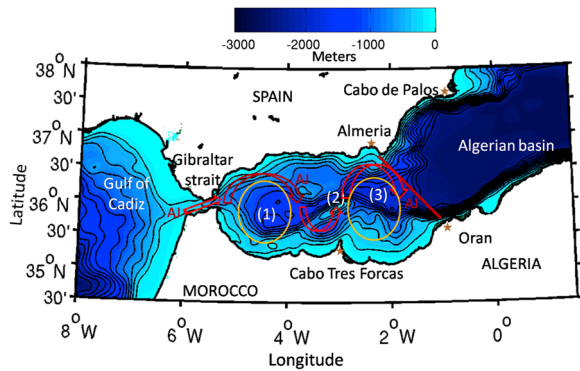 -3000 -2000 -1000 0
Meters
38°N
30'
37°N
30'
36°N
30'
35°N
30'
Latitude
SPAIN
Cabo de Palos
Almeria
Algerian basin
Gibraltar
strait
Gulf of
Cadiz
AJ
AJ
AJ
(1)
(2)
(3)
Oran
Cabo Tres Forcas
ALGERIA
MOROCCO
8°W
6°W
4°W
2°W
0°
Longitude